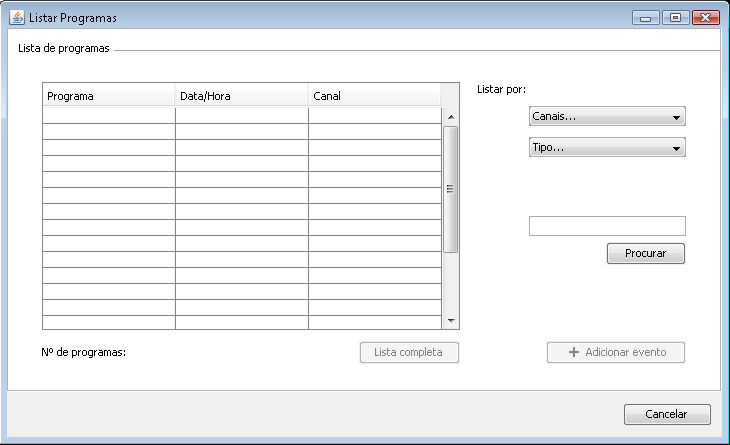 Listar Programas
Lista de programas
Programa Data/Hora Canal
Listar por:
Canais...
Tipo...
Procurar
Nº de programas:
Lista completa
Adicionar evento
Cancelar